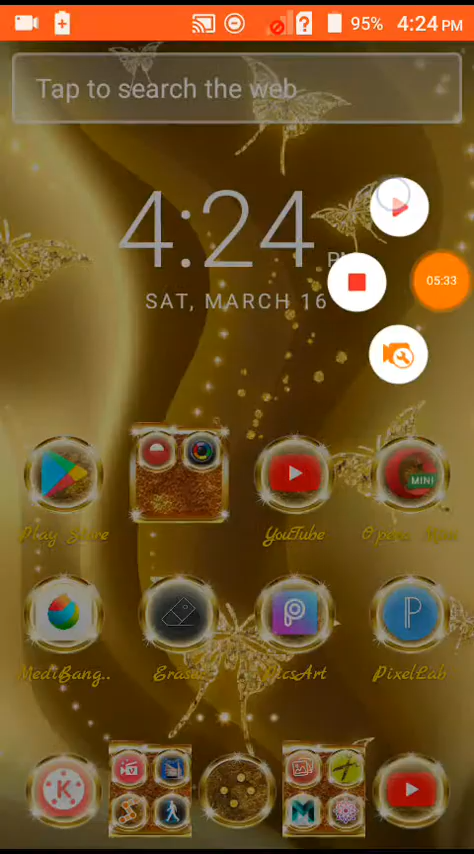 95% 4:24 PM
Tap to search the web
4:24
SAT, MARCH 16
05:33
MINI
Play Store
YouTube
Opera Mini
MediBang..
Eraser
PicsArt
PixelLab